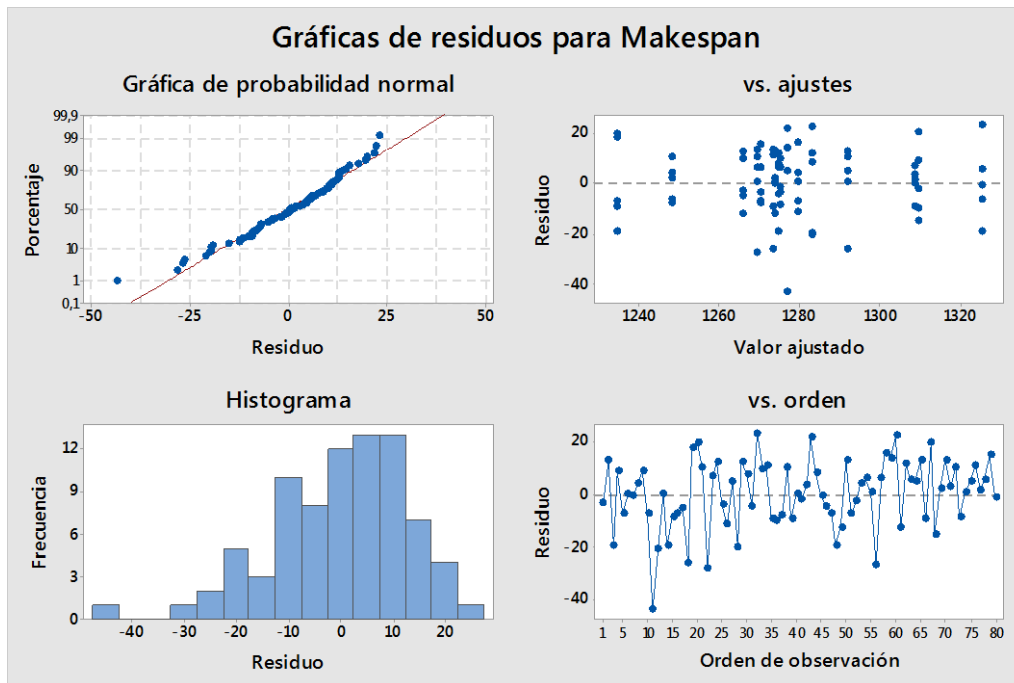 Gráficas de residuos para Makespan
Gráfica de probabilidad normal
99,9
99
90
50
10
1
0,1
Porcentaje
-50 -25 0 25 50
Residuo
vs. ajustes
20
0
-20
-40
Residuo
1240 1260 1280 1300 1320
Valor ajustado
Histograma
12
9
6
3
0
Frecuencia
-40 -30 -20 -10 0 10 20
Residuo
vs. orden
20
0
-20
-40
Residuo
1 5 10 15 20 25 30 35 40 45 50 55 60 65 70 75 80
Orden de observación